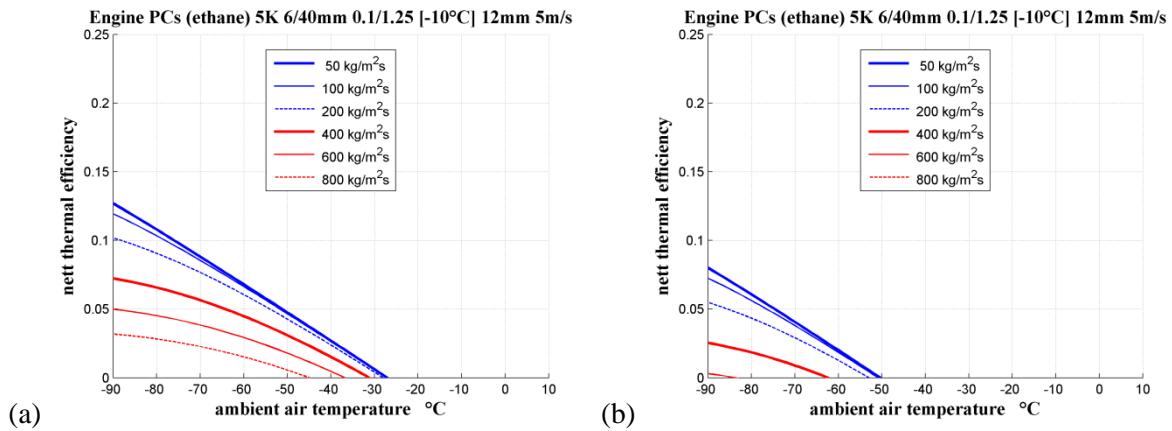 Engine PCs (ethane) 5K 6/40mm 0.1/1.25 [-10°C] 12mm 5m/s
0.25
0.2
0.15
0.1
0.05
0
nett thermal efficiency
50 kg/m²s
100 kg/m²s
200 kg/m²s
400 kg/m²s
600 kg/m²s
800 kg/m²s
-90 -80 -70 -60 -50 -40 -30 -20 -10 0 10
ambient air temperature °C
(a)
Engine PCs (ethane) 5K 6/40mm 0.1/1.25 [-10°C] 12mm 5m/s
0.25
0.2
0.15
0.1
0.05
0
nett thermal efficiency
50 kg/m²s
100 kg/m²s
200 kg/m²s
400 kg/m²s
600 kg/m²s
800 kg/m²s
-90 -80 -70 -60 -50 -40 -30 -20 -10 0 10
ambient air temperature °C
(b)